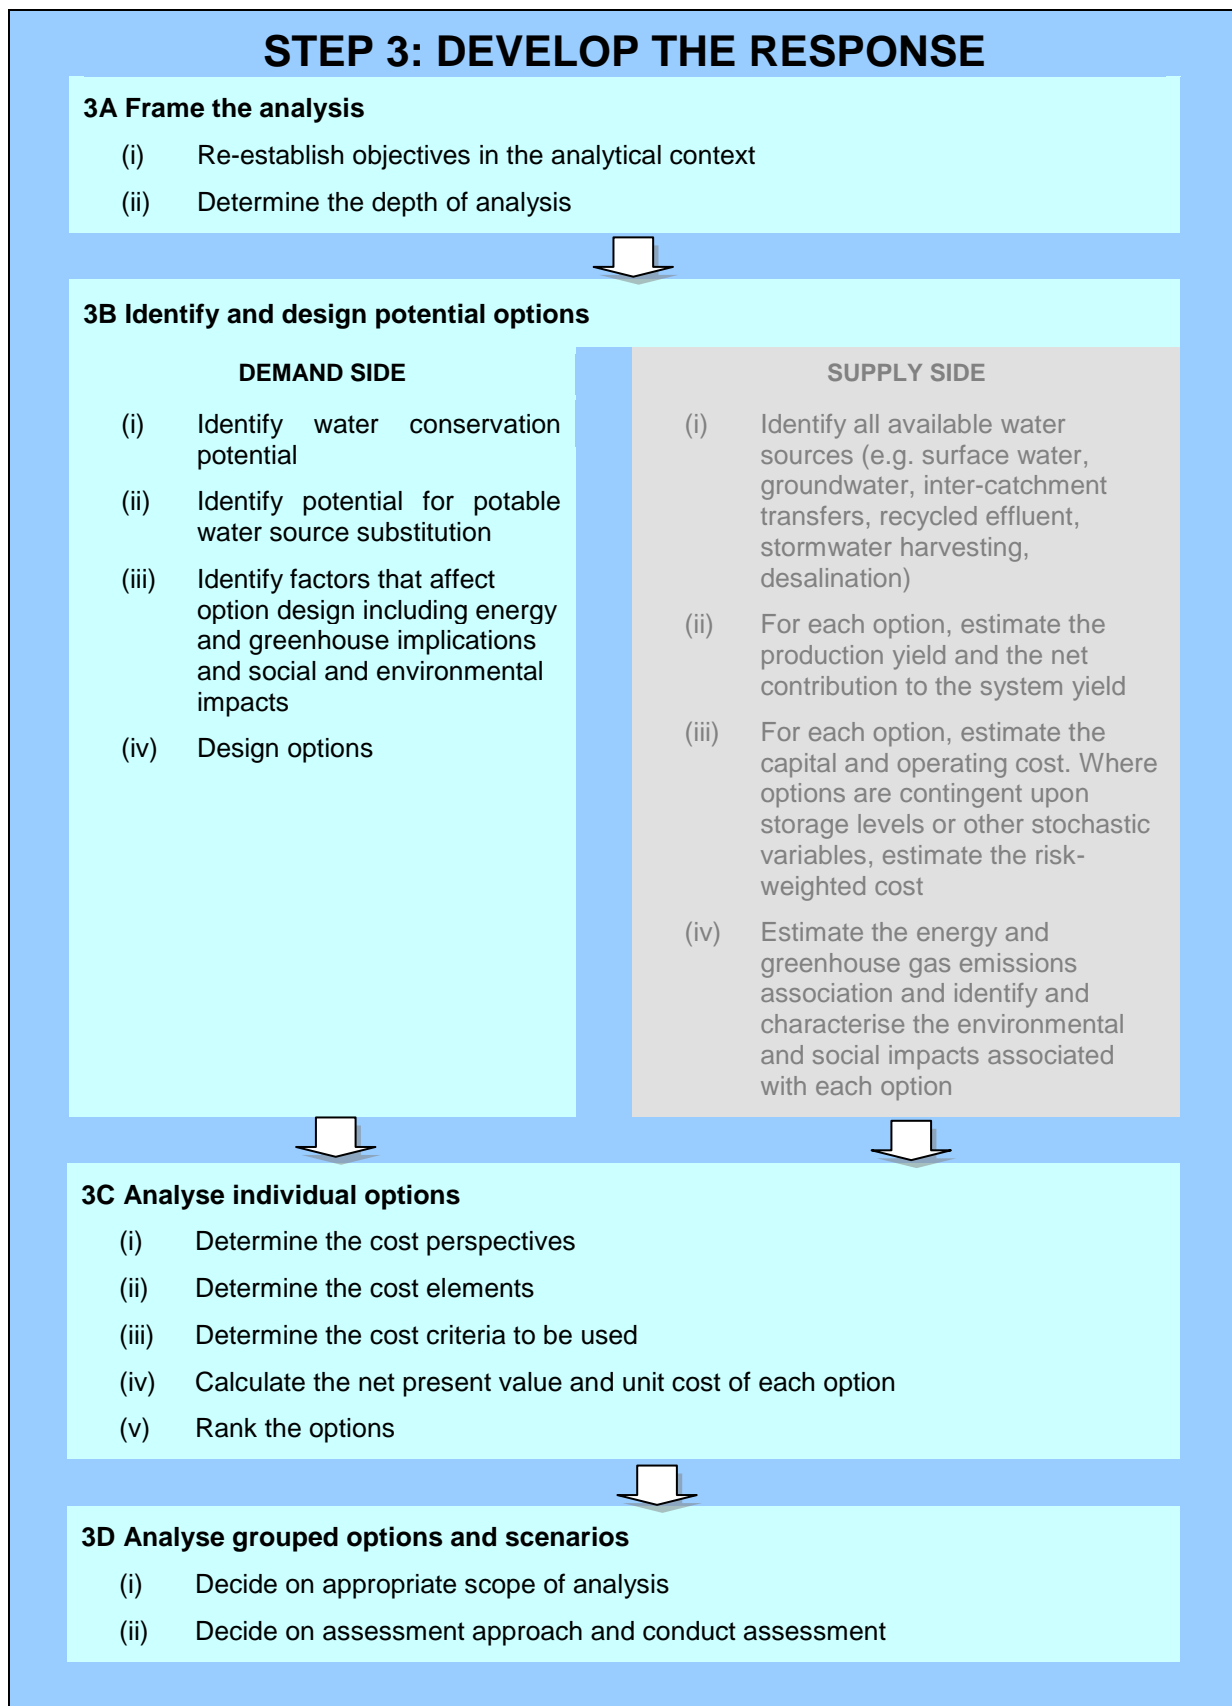 STEP 3: DEVELOP THE RESPONSE
3A Frame the analysis
(i) Re-establish objectives in the analytical context
(ii) Determine the depth of analysis
3B Identify and design potential options
DEMAND SIDE
(i) Identify water conservation
potential
(ii) Identify potential for potable
water source substitution
(iii) Identify factors that affect
option design including energy
and greenhouse implications
and social and environmental
impacts
(iv) Design options
SUPPLY SIDE
(i) Identify all available water
sources (e.g. surface water,
groundwater, inter-catchment
transfers, recycled effluent,
stormwater harvesting,
desalination)
(ii) For each option, estimate the
production yield and the net
contribution to the system yield
(iii) For each option, estimate the
capital and operating cost. Where
options are contingent upon
storage levels or other stochastic
variables, estimate the risk-
weighted cost
(iv) Estimate the energy and
greenhouse gas emissions
association and identify and
characterise the environmental
and social impacts associated
with each option
3C Analyse individual options
(i) Determine the cost perspectives
(ii) Determine the cost elements
(iii) Determine the cost criteria to be used
(iv) Calculate the net present value and unit cost of each option
(v) Rank the options
3D Analyse grouped options and scenarios
(i) Decide on appropriate scope of analysis
(ii) Decide on assessment approach and conduct assessment